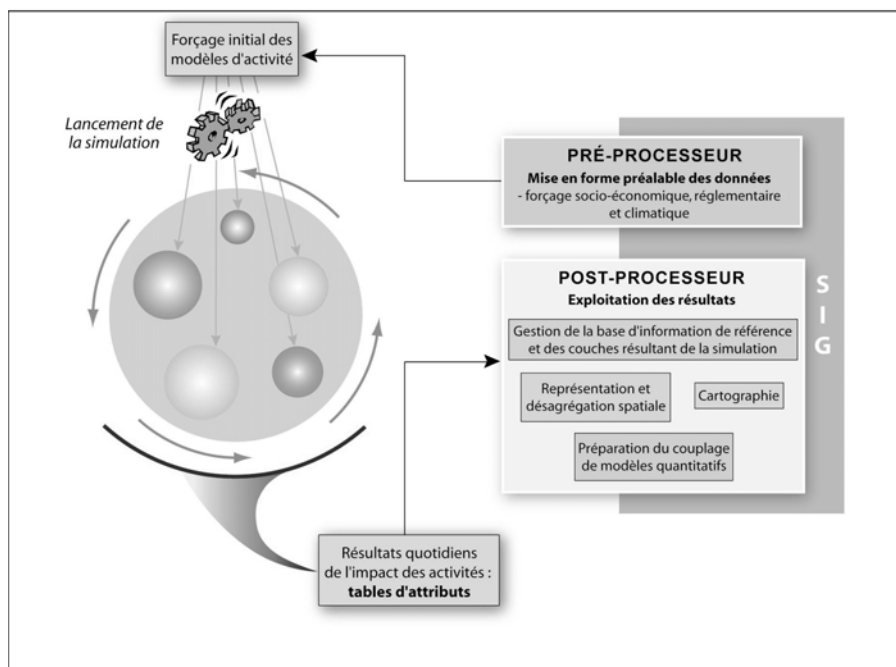 Forçage initial des
modèles d'activité
Lancement de
la simulation
PRÉ-PROCESSEUR
Mise en forme préalable des données
- forçage socio-économique, réglementaire
et climatique
POST-PROCESSEUR
Exploitation des résultats
Gestion de la base d'information de référence
et des couches résultant de la simulation
Représentation et
désagrégation spatiale
Cartographie
Préparation du couplage
de modèles quantitatifs
SIG
Résultats quotidiens
de l'impact des activités :
tables d'attributs